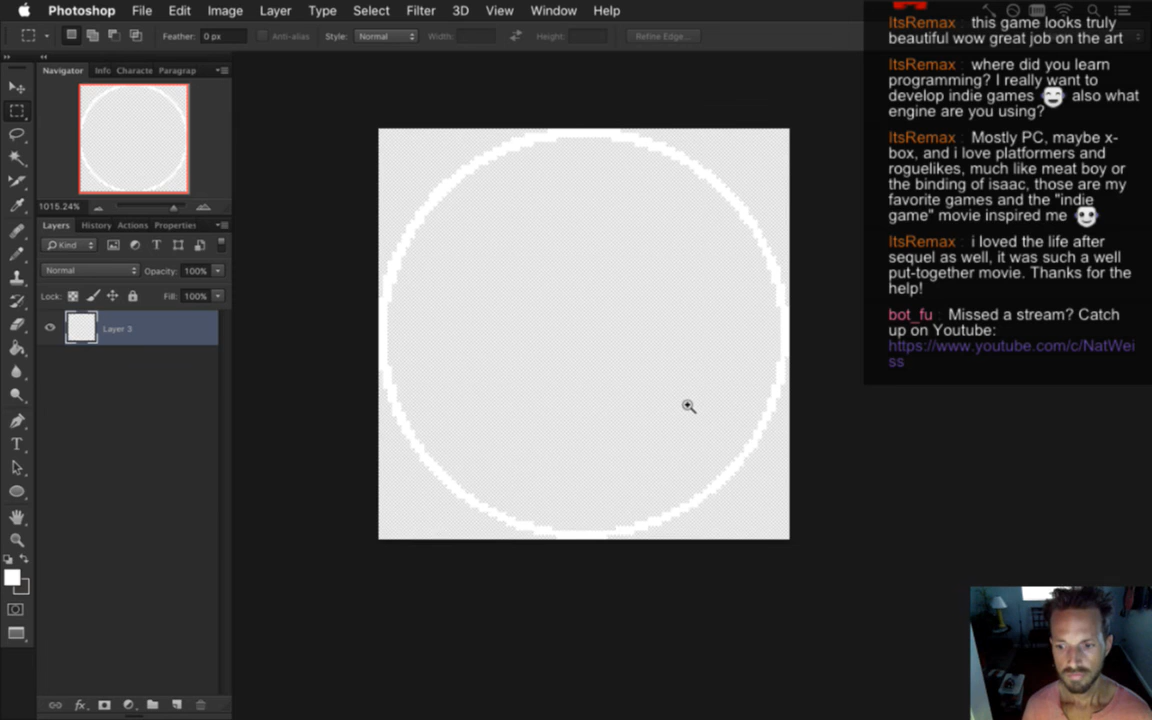 Photoshop File Edit Image Layer Type Select Filter 3D View Window Help
Feather: 0 px Anti-alias Style: Normal Width: Height: Refine Edge...
Navigator Info Characte Paragrap
1015.24%
Layers History Actions Properties
Kind
Normal Opacity: 100%
Lock: Fill: 100%
Layer 3
ItsRemax : this game looks truly
beautiful wow great job on the art
ItsRemax : where did you learn
programming? I really want to
develop indie games also what
engine are you using?
ItsRemax : Mostly PC, maybe x-
box, and i love platformers and
roguelikes, much like meat boy or
the binding of isaac, those are my
favorite games and the "indie
game" movie inspired me
ItsRemax : i loved the life after
sequel as well, it was such a well
put-together movie. Thanks for the
help!
bot_fu : Missed a stream? Catch
up on Youtube:
https://www.youtube.com/c/NatWei
ss